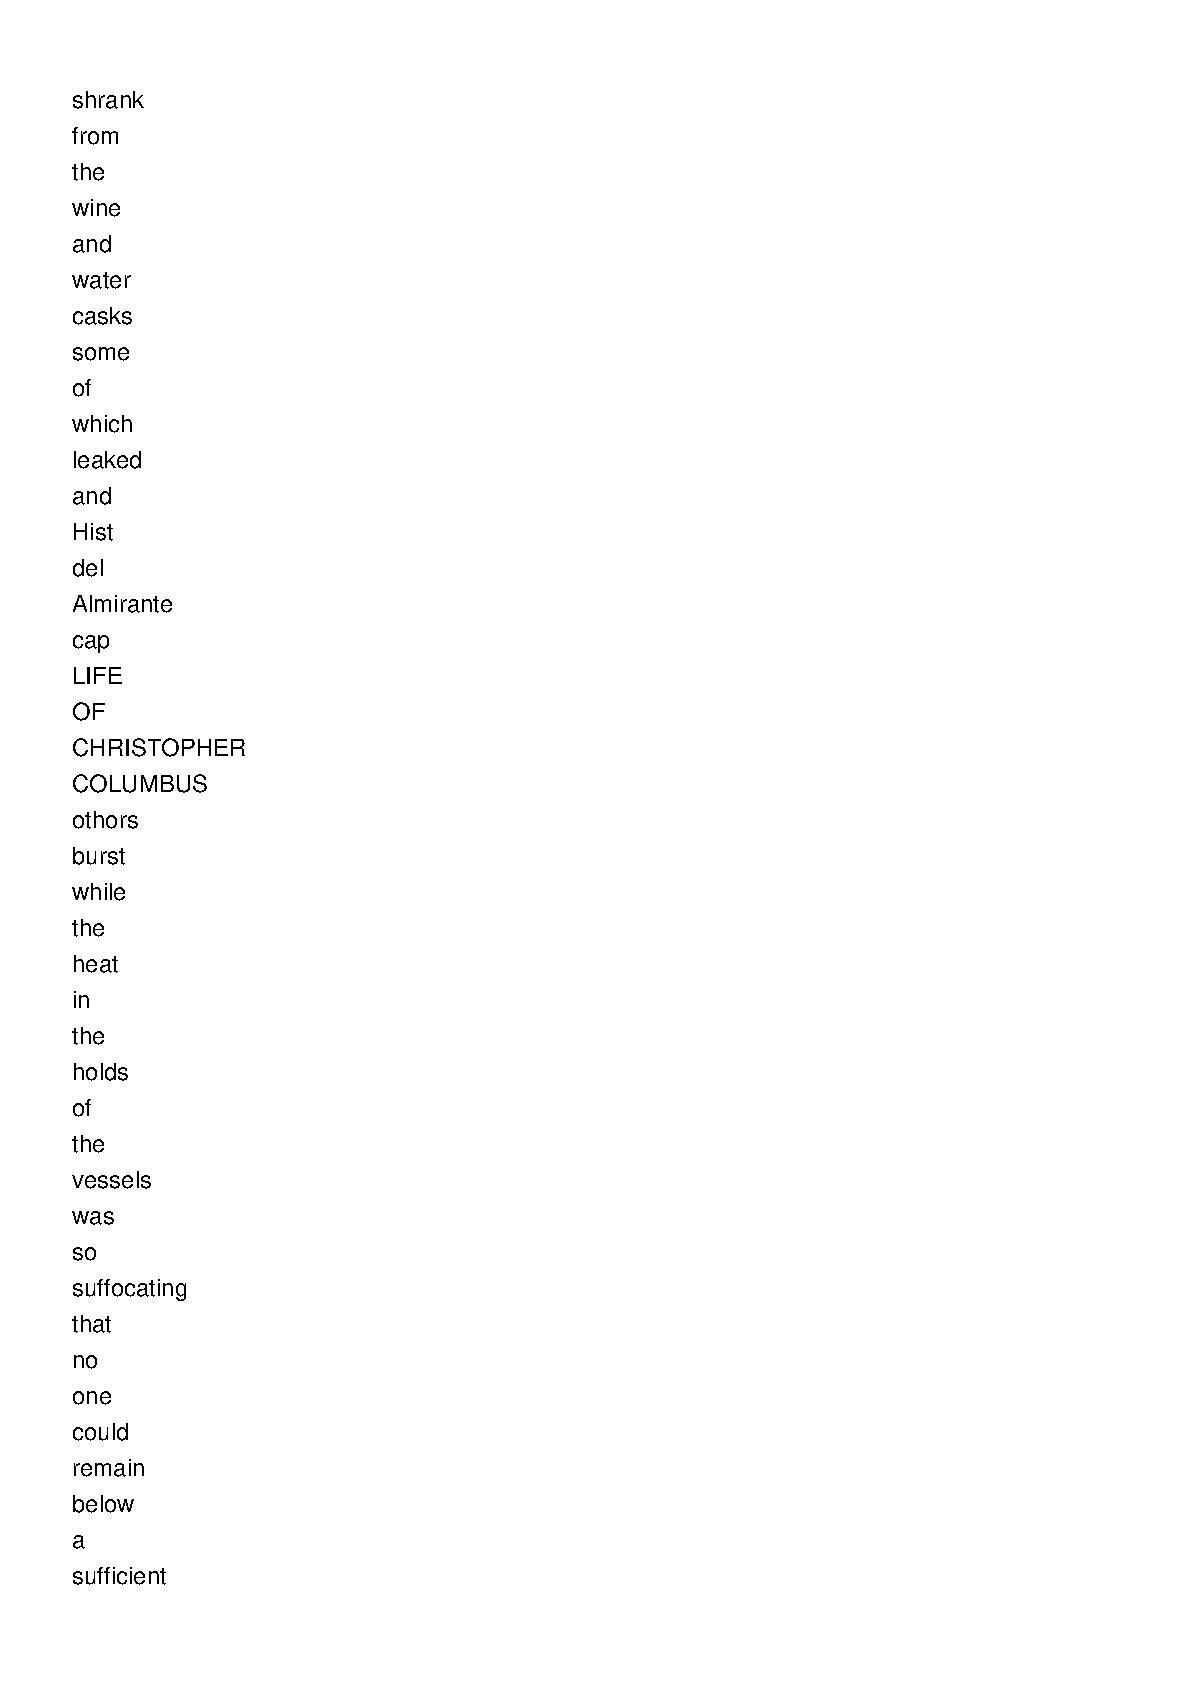 shrank
from
the
wine
and
water
casks
some
of
which
leaked
and
Hist
del
Almirante
cap
LIFE
OF
CHRISTOPHER
COLUMBUS
othors
burst
while
the
heat
in
the
holds
of
the
vessels
was
so
suffocating
that
no
one
could
remain
below
a
sufficient